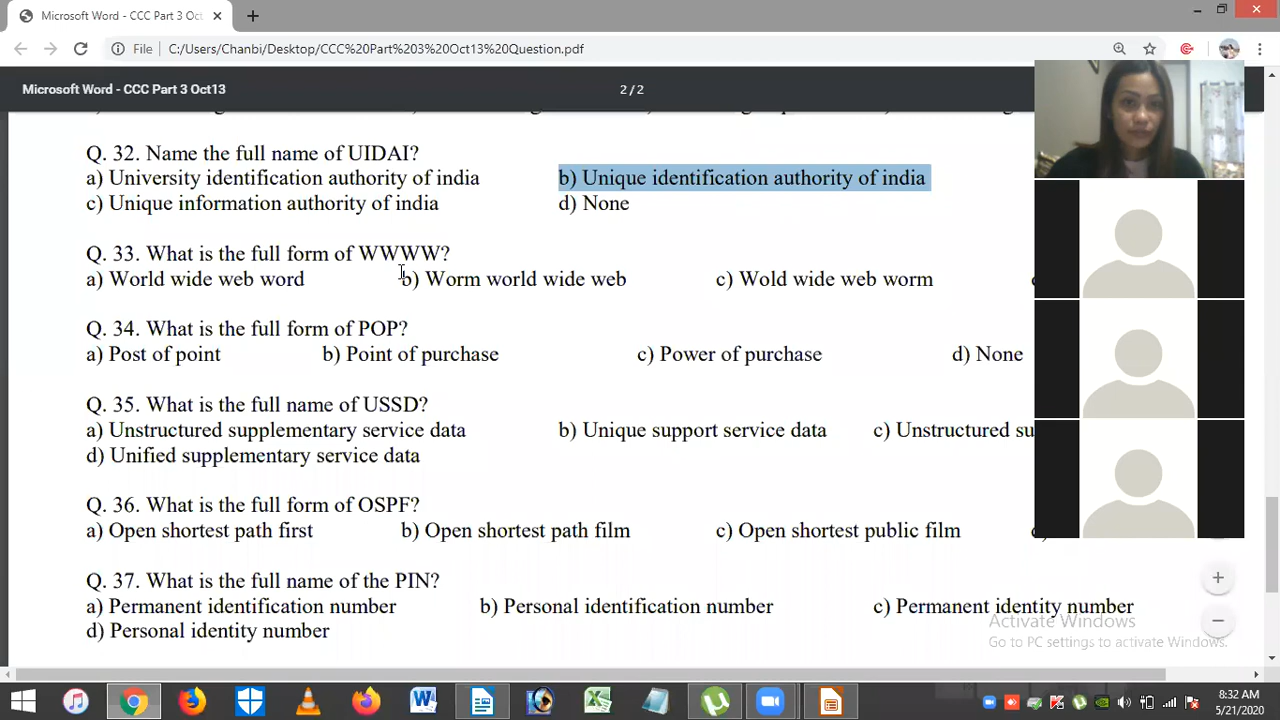 Microsoft Word - CCC Part 3 Oct
File
C:/Users/Chanbi/Desktop/CCC%20Part%203%20Oct13%20Question.pdf
Microsoft Word - CCC Part 3 Oct13
2 / 2
Q. 32. Name the full name of UIDAI?
a) University identification authority of india b) Unique identification authority of india
c) Unique information authority of india d) None
Q. 33. What is the full form of WWWW?
a) World wide web word b) Worm world wide web c) Wold wide web worm
Q. 34. What is the full form of POP?
a) Post of point b) Point of purchase c) Power of purchase d) None
Q. 35. What is the full name of USSD?
a) Unstructured supplementary service data b) Unique support service data c) Unstructured su
d) Unified supplementary service data
Q. 36. What is the full form of OSPF?
a) Open shortest path first b) Open shortest path film c) Open shortest public film
Q. 37. What is the full name of the PIN?
a) Permanent identification number b) Personal identification number c) Permanent identity number
d) Personal identity number
Activate Windows
Go to PC settings to activate Windows.
8:32 AM
5/21/2020